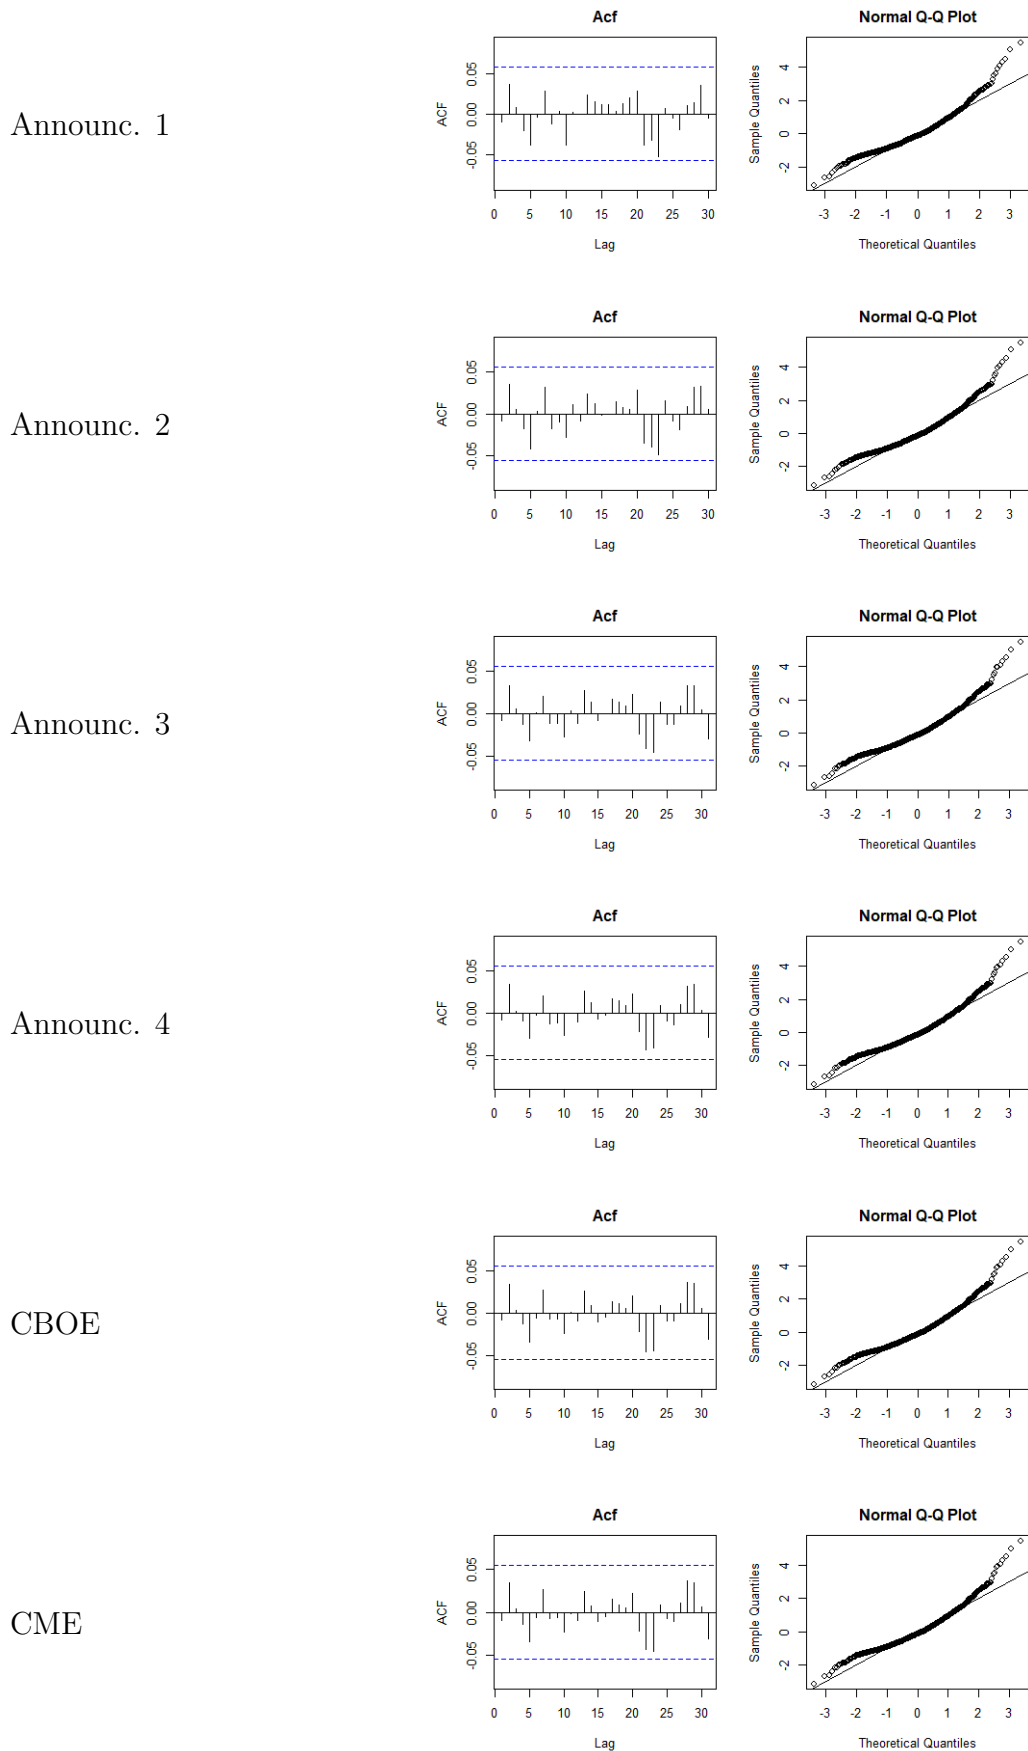 Announc. 1
Acf
ACF
-0.05 0.00 0.05
0 5 10 15 20 25 30
Lag
Normal Q-Q Plot
Sample Quantiles
-2 0 2 4
-3 -2 -1 0 1 2 3
Theoretical Quantiles
Announc. 2
Acf
ACF
-0.05 0.00 0.05
0 5 10 15 20 25 30
Lag
Normal Q-Q Plot
Sample Quantiles
-2 0 2 4
-3 -2 -1 0 1 2 3
Theoretical Quantiles
Announc. 3
Acf
ACF
-0.05 0.00 0.05
0 5 10 15 20 25 30
Lag
Normal Q-Q Plot
Sample Quantiles
-2 0 2 4
-3 -2 -1 0 1 2 3
Theoretical Quantiles
Announc. 4
Acf
ACF
-0.05 0.00 0.05
0 5 10 15 20 25 30
Lag
Normal Q-Q Plot
Sample Quantiles
-2 0 2 4
-3 -2 -1 0 1 2 3
Theoretical Quantiles
CBOE
Acf
ACF
-0.05 0.00 0.05
0 5 10 15 20 25 30
Lag
Normal Q-Q Plot
Sample Quantiles
-2 0 2 4
-3 -2 -1 0 1 2 3
Theoretical Quantiles
CME
Acf
ACF
-0.05 0.00 0.05
0 5 10 15 20 25 30
Lag
Normal Q-Q Plot
Sample Quantiles
-2 0 2 4
-3 -2 -1 0 1 2 3
Theoretical Quantiles